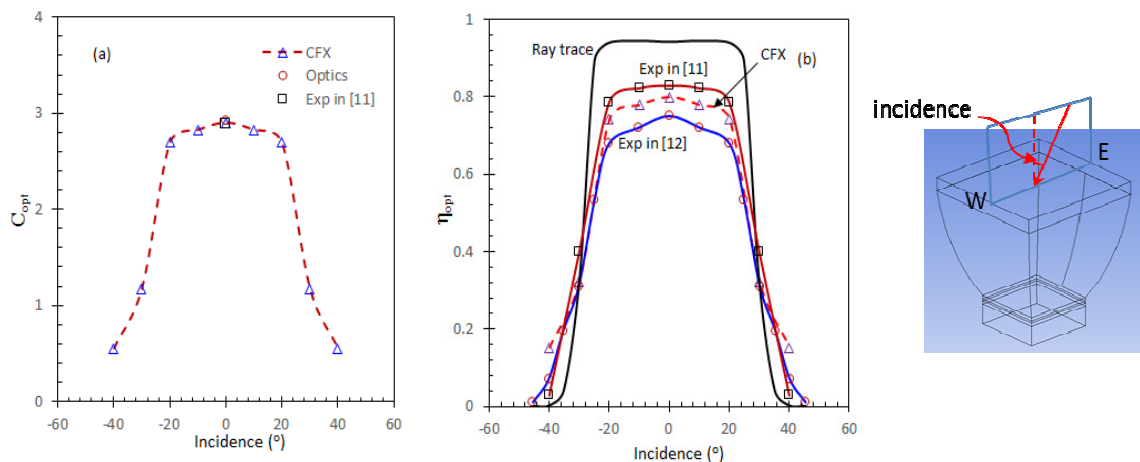 (a)
CFX
Optics
Exp in [11]
C_opt
4
3
2
1
0
-60 -40 -20 0 20 40 60
Incidence (°)
(b)
Ray trace
Exp in [11]
CFX
Exp in [12]
η_opt
1
0.8
0.6
0.4
0.2
0
-60 -40 -20 0 20 40 60
Incidence (°)
incidence
E
W